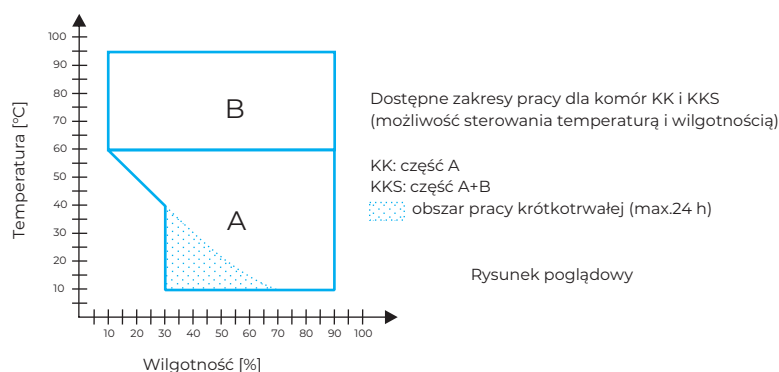 100
90
80
70
60
50
40
30
20
10
Temperatura [°C]
B
A
10 20 30 40 50 60 70 80 90 100
Wilgotność [%]
Dostępne zakresy pracy dla komór KK i KKS
(możliwość sterowania temperaturą i wilgotnością)
KK: część A
KKS: część A+B
obszar pracy krótkotrwałej (max.24 h)
Rysunek poglądowy